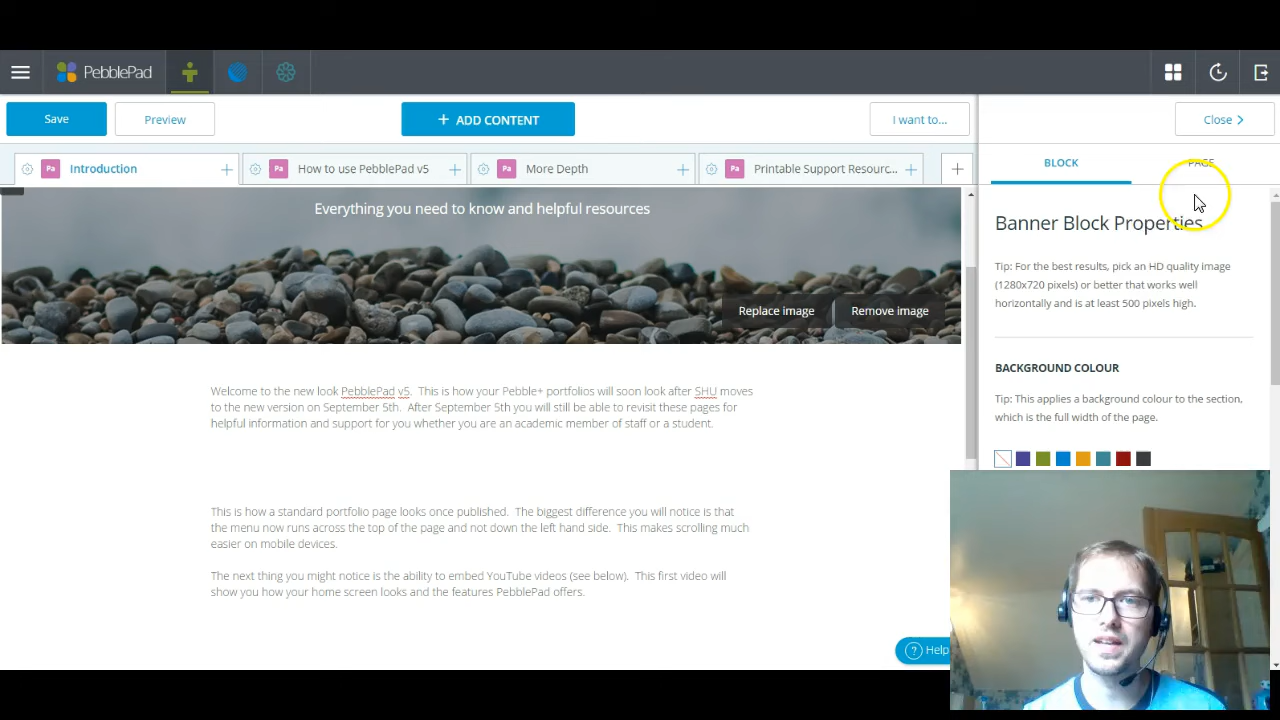 PebblePad
Save
Preview
+ ADD CONTENT
I want to...
Close
Pa Introduction
Pa How to use PebblePad v5
Pa More Depth
Pa Printable Support Resourc...
BLOCK
PAGE
Everything you need to know and helpful resources
Replace image
Remove image
Welcome to the new look PebblePad v5. This is how your Pebble+ portfolios will soon look after SHU moves
to the new version on September 5th. After September 5th you will still be able to revisit these pages for
helpful information and support for you whether you are an academic member of staff or a student.
This is how a standard portfolio page looks once published. The biggest difference you will notice is that
the menu now runs across the top of the page and not down the left hand side. This makes scrolling much
easier on mobile devices.
The next thing you might notice is the ability to embed YouTube videos (see below). This first video will
show you how your home screen looks and the features PebblePad offers.
? Help
Banner Block Properties
Tip: For the best results, pick an HD quality image
(1280x720 pixels) or better that works well
horizontally and is at least 500 pixels high.
BACKGROUND COLOUR
Tip: This applies a background colour to the section,
which is the full width of the page.